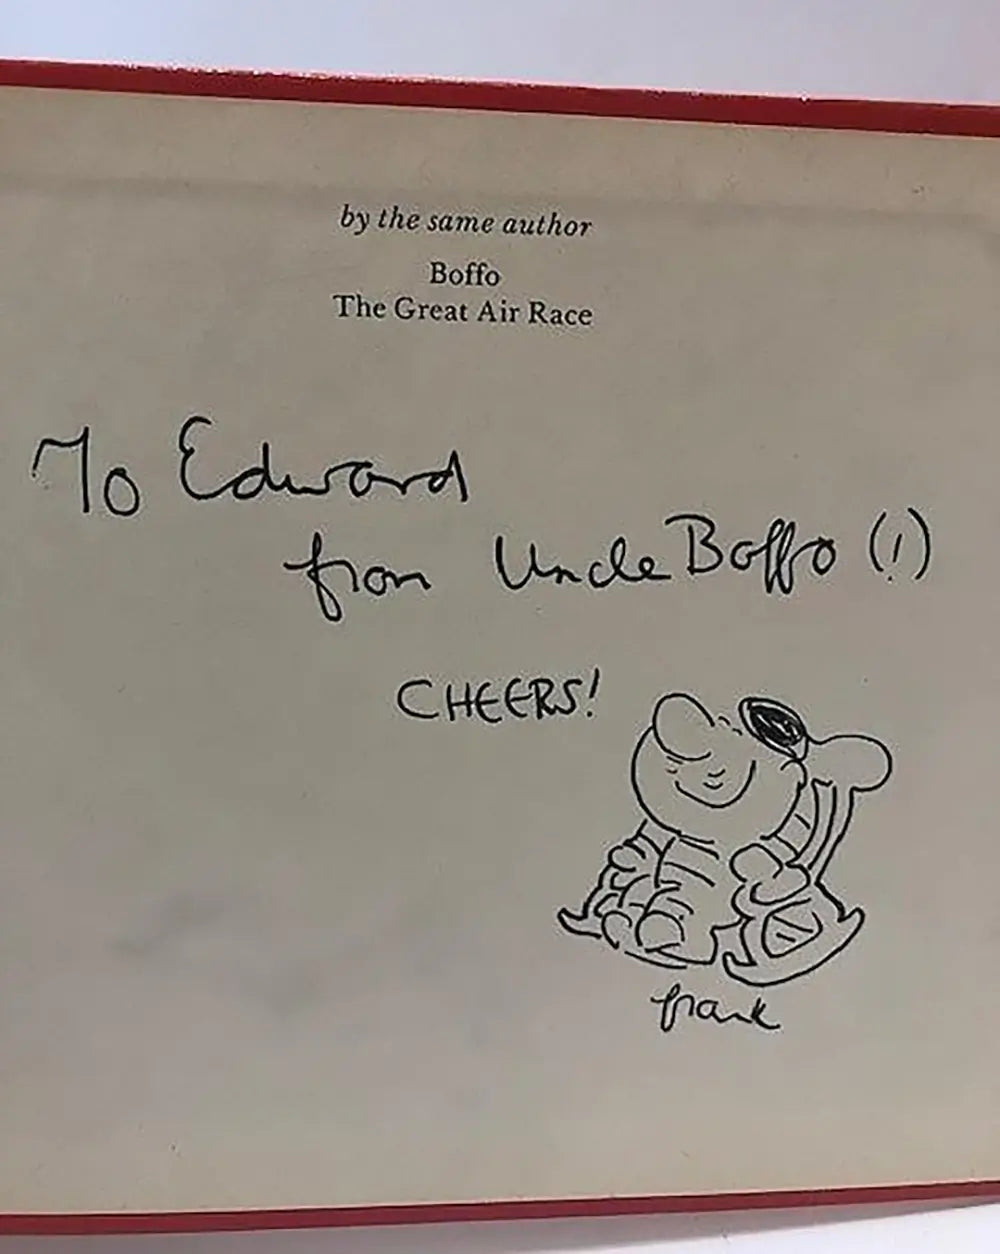 by the same author
Boffo
The Great Air Race
To Edward
from Uncle Boffo (!)
CHEERS!
frank